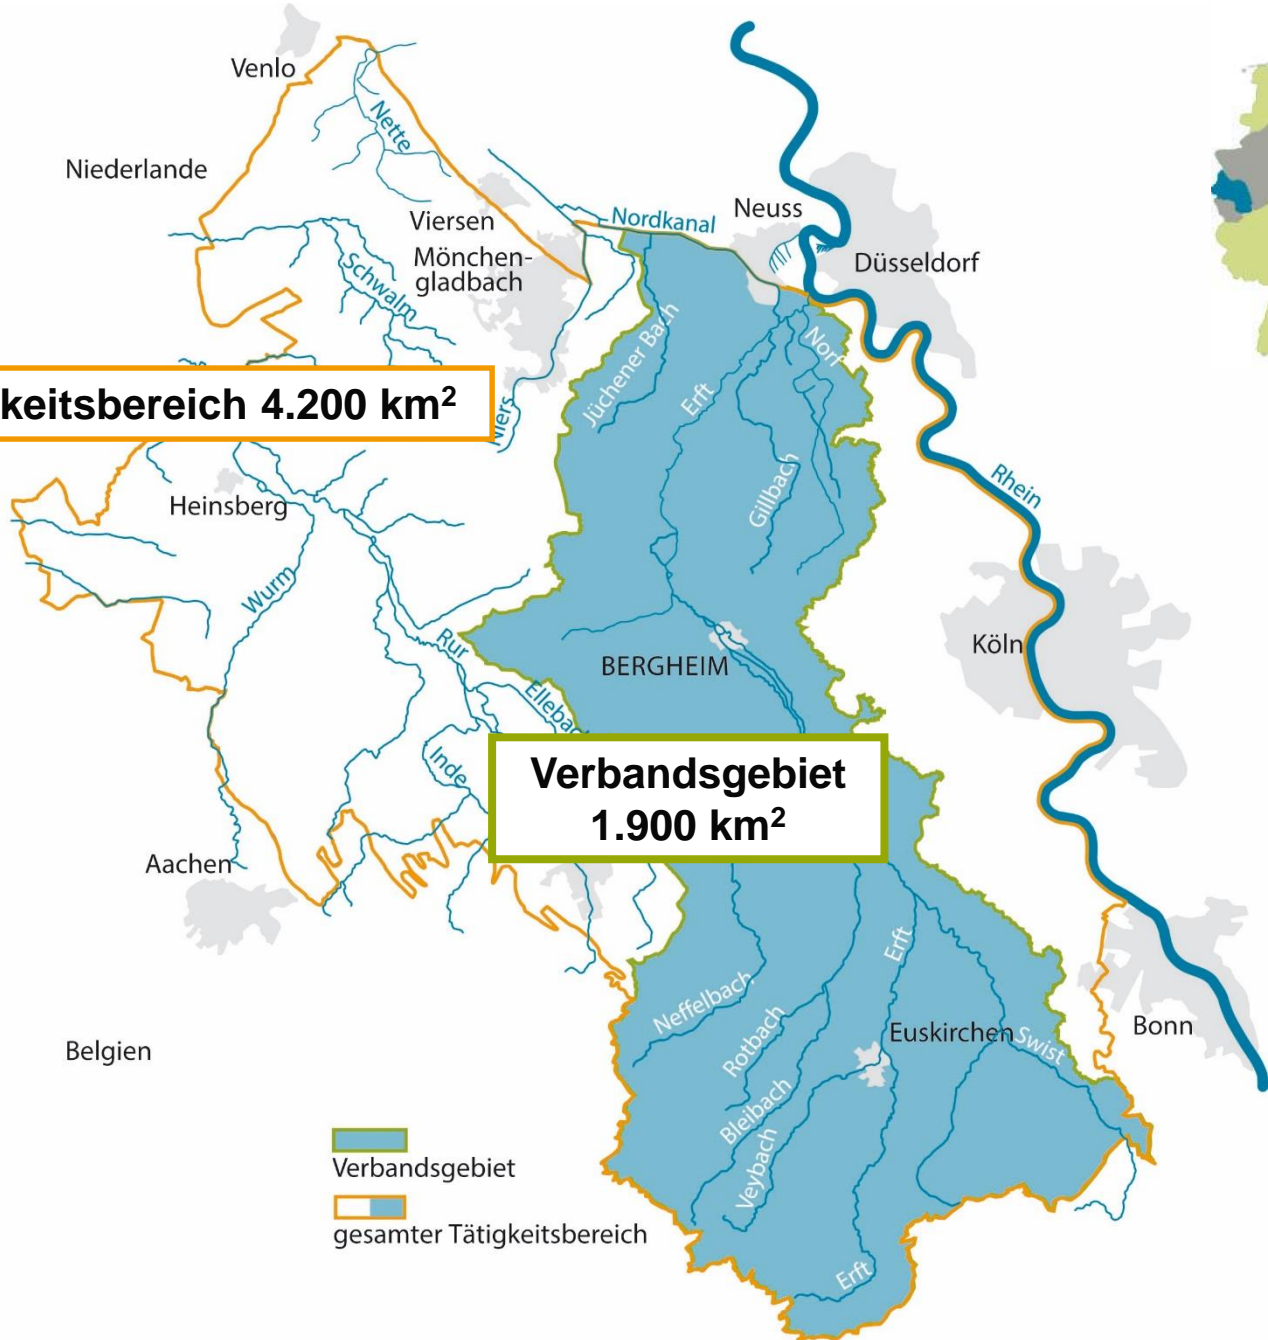 Venlo
Nette
Niederlande
Viersen
Nordkanal
Neuss
Mönchen-
gladbach
Düsseldorf
Schwalm
Jüchener Bach
Erft
Norf
keitsbereich 4.200 km²
Niers
Gillbach
Rhein
Heinsberg
Wurm
Rur
Köln
BERGHEIM
Ellebac
Inde
Verbandsgebiet
1.900 km²
Aachen
Erft
Neffelbach
Rotbach
Euskirchen
Swist
Bonn
Belgien
Bleibach
Veybach
Verbandsgebiet
gesamter Tätigkeitsbereich
Erft